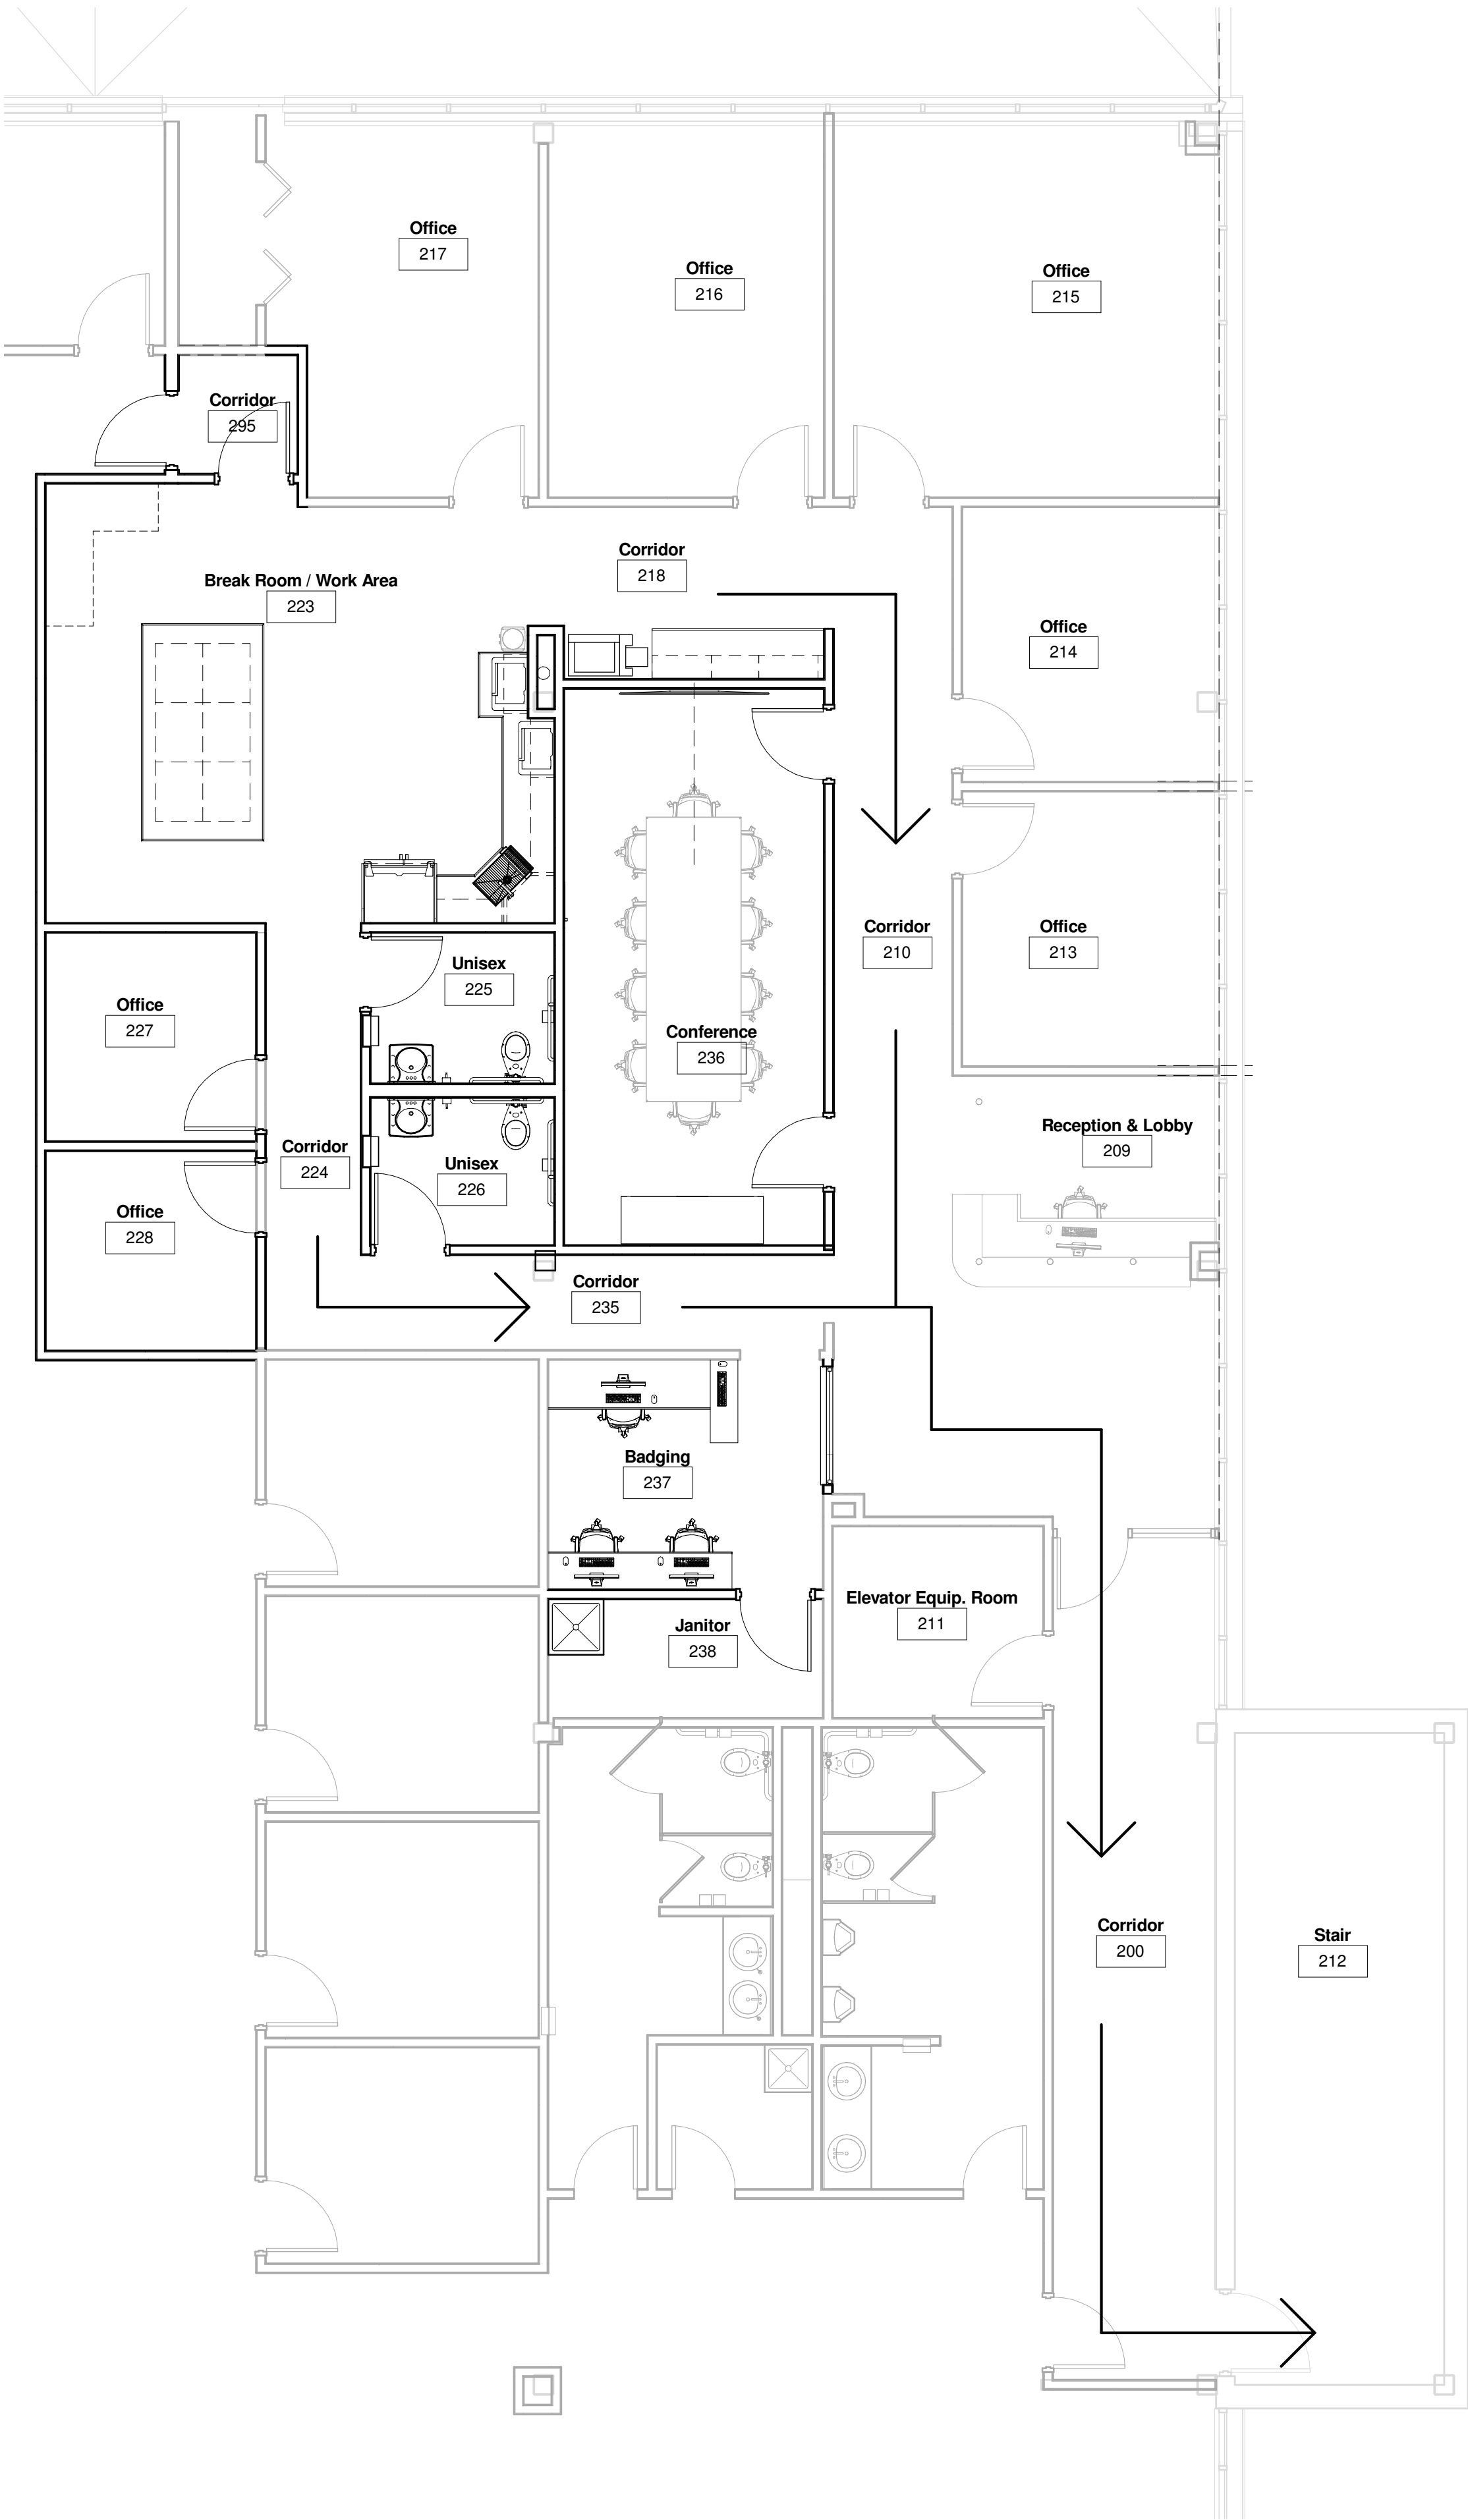 Office
217
Office
216
Office
215
Corridor
295
Corridor
218
Break Room / Work Area
223
Office
214
Corridor
210
Office
213
Unisex
225
Office
227
Conference
236
Reception & Lobby
209
Corridor
224
Unisex
226
Office
228
Corridor
235
Badging
237
Elevator Equip. Room
211
Janitor
238
Corridor
200
Stair
212